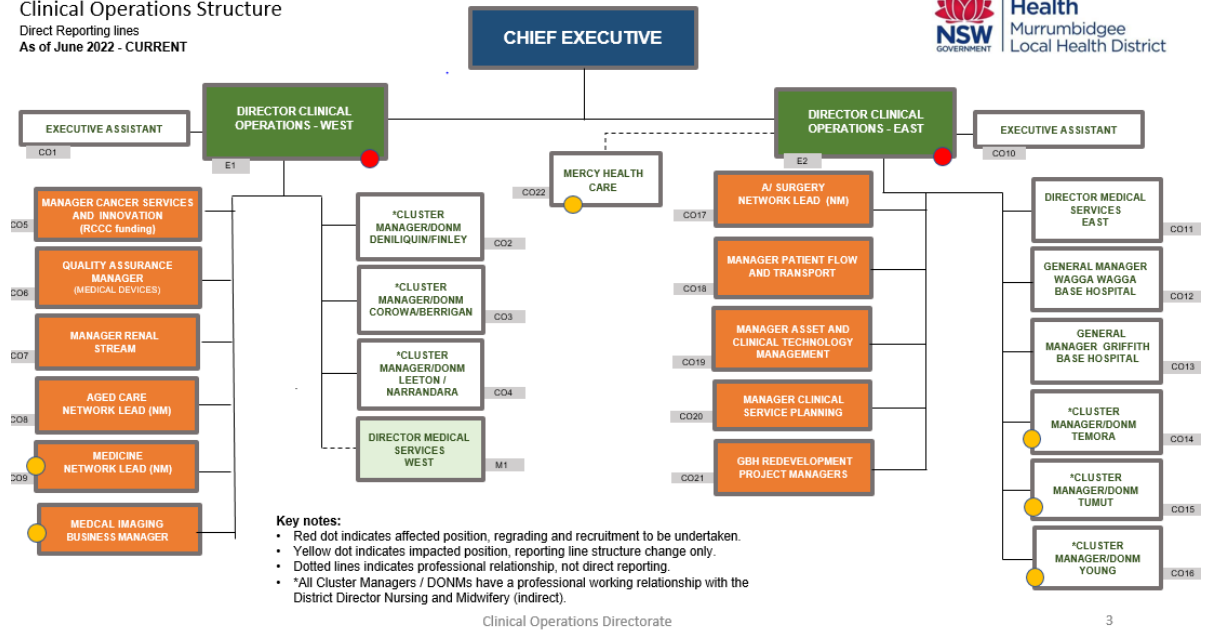 Clinical Operations Structure
Direct Reporting lines
As of June 2022 - CURRENT
CHIEF EXECUTIVE
NSW
GOVERNMENT
Health
Murrumbidgee
Local Health District
EXECUTIVE ASSISTANT
CO1
DIRECTOR CLINICAL
OPERATIONS - WEST
E1
DIRECTOR CLINICAL
OPERATIONS - EAST
E2
EXECUTIVE ASSISTANT
CO10
MERCY HEALTH
CARE
CO22
MANAGER CANCER SERVICES
AND INNOVATION
(RCCC funding)
CO5
QUALITY ASSURANCE
MANAGER
(MEDICAL DEVICES)
CO6
MANAGER RENAL
STREAM
CO7
AGED CARE
NETWORK LEAD (NM)
CO8
MEDICINE
NETWORK LEAD (NM)
CO9
MEDCAL IMAGING
BUSINESS MANAGER
*CLUSTER
MANAGER/DONM
DENILIQUIN/FINLEY
CO2
*CLUSTER
MANAGER/DONM
COROWA/BERRIGAN
CO3
*CLUSTER
MANAGER/DONM
LEETON /
NARRANDARA
CO4
DIRECTOR MEDICAL
SERVICES
WEST
M1
A/ SURGERY
NETWORK LEAD (NM)
CO17
MANAGER PATIENT FLOW
AND TRANSPORT
CO18
MANAGER ASSET AND
CLINICAL TECHNOLOGY
MANAGEMENT
CO19
MANAGER CLINICAL
SERVICE PLANNING
CO20
GBH REDEVELOPMENT
PROJECT MANAGERS
CO21
DIRECTOR MEDICAL
SERVICES
EAST
CO11
GENERAL MANAGER
WAGGA WAGGA
BASE HOSPITAL
CO12
GENERAL
MANAGER GRIFFITH
BASE HOSPITAL
CO13
*CLUSTER
MANAGER/DONM
TEMORA
CO14
*CLUSTER
MANAGER/DONM
TUMUT
CO15
*CLUSTER
MANAGER/DONM
YOUNG
CO16
Key notes:
• Red dot indicates affected position, regrading and recruitment to be undertaken.
• Yellow dot indicates impacted position, reporting line structure change only.
• Dotted lines indicates professional relationship, not direct reporting.
• *All Cluster Managers / DONMs have a professional working relationship with the
District Director Nursing and Midwifery (indirect).
Clinical Operations Directorate
3